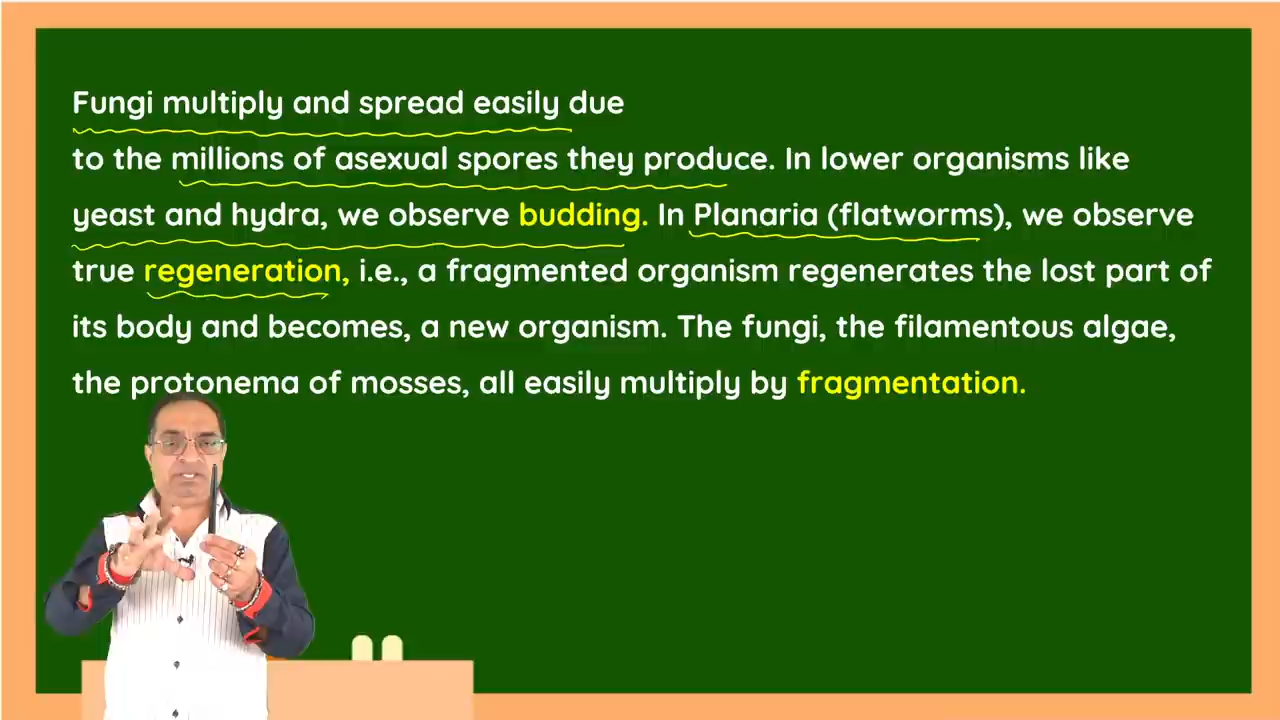 Fungi multiply and spread easily due
to the millions of asexual spores they produce. In lower organisms like
yeast and hydra, we observe budding. In Planaria (flatworms), we observe
true regeneration, i.e., a fragmented organism regenerates the lost part of
its body and becomes, a new organism. The fungi, the filamentous algae,
the protonema of mosses, all easily multiply by fragmentation.